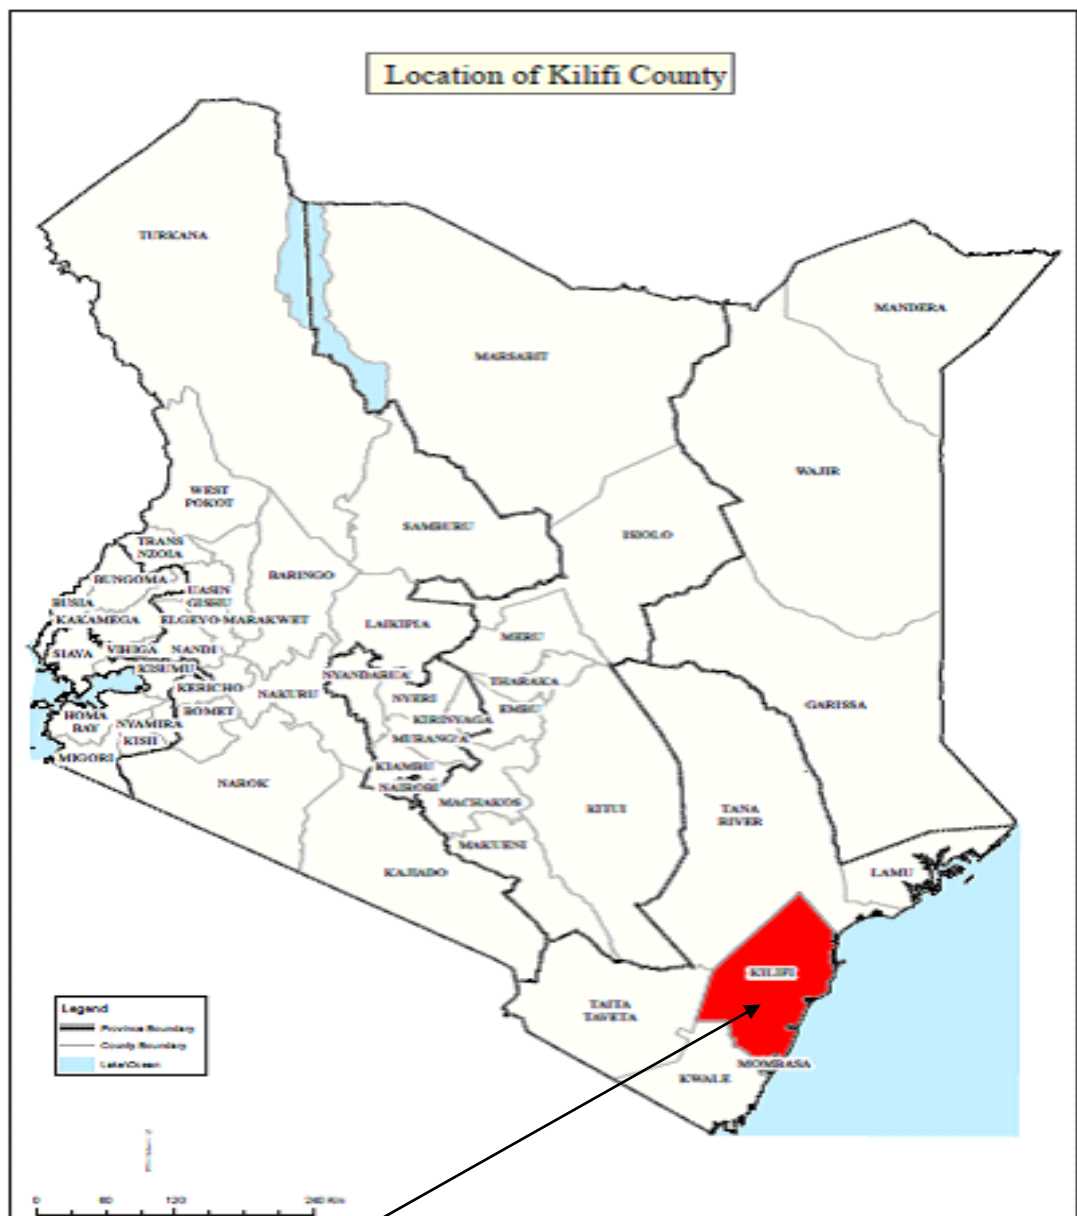 Location of Kilifi County
TURKANA
MANDERA
MARSABIT
WAJIR
WEST
POKOT
SAMBURU
ISIOLO
TRANS
NZOIA
BUNGOMA
BARINGO
UASIN
GISHU
BUSIA
KAKAMEGA
ELGEYO-MARAKWET
LAIKIPIA
MERU
SIAYA
VIHIGA
NANDI
KISUMU
NYANDARUA
THARAKA
KERICHO
NAKURU
NYERI
GARISSA
EMBU
BOMET
HOMA
BAY
NYAMIRA
KIRINYAGA
KISII
MURANG'A
MIGORI
KIAMBU
NAROK
NAIROBI
MACHAKOS
KITUI
TANA
RIVER
MAKUENI
KAJIADO
LAMU
KILIFI
TAITA
TAVETA
MOMBASA
KWALE
Legend
Province Boundary
County Boundary
Lake/Ocean
0 60 120 240 Km